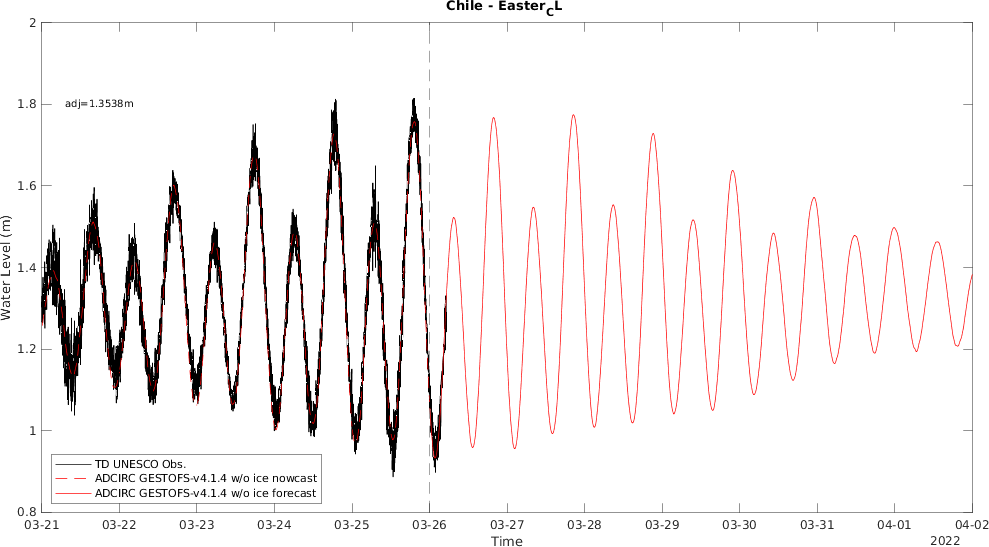 Chile - Easter_CL
2
1.8
1.6
1.4
1.2
1
0.8
Water Level (m)
adj=1.3538m
TD UNESCO Obs.
ADCIRC GESTOFS-v4.1.4 w/o ice nowcast
ADCIRC GESTOFS-v4.1.4 w/o ice forecast
03-21 03-22 03-23 03-24 03-25 03-26 03-27 03-28 03-29 03-30 03-31 04-01 04-02
Time
2022